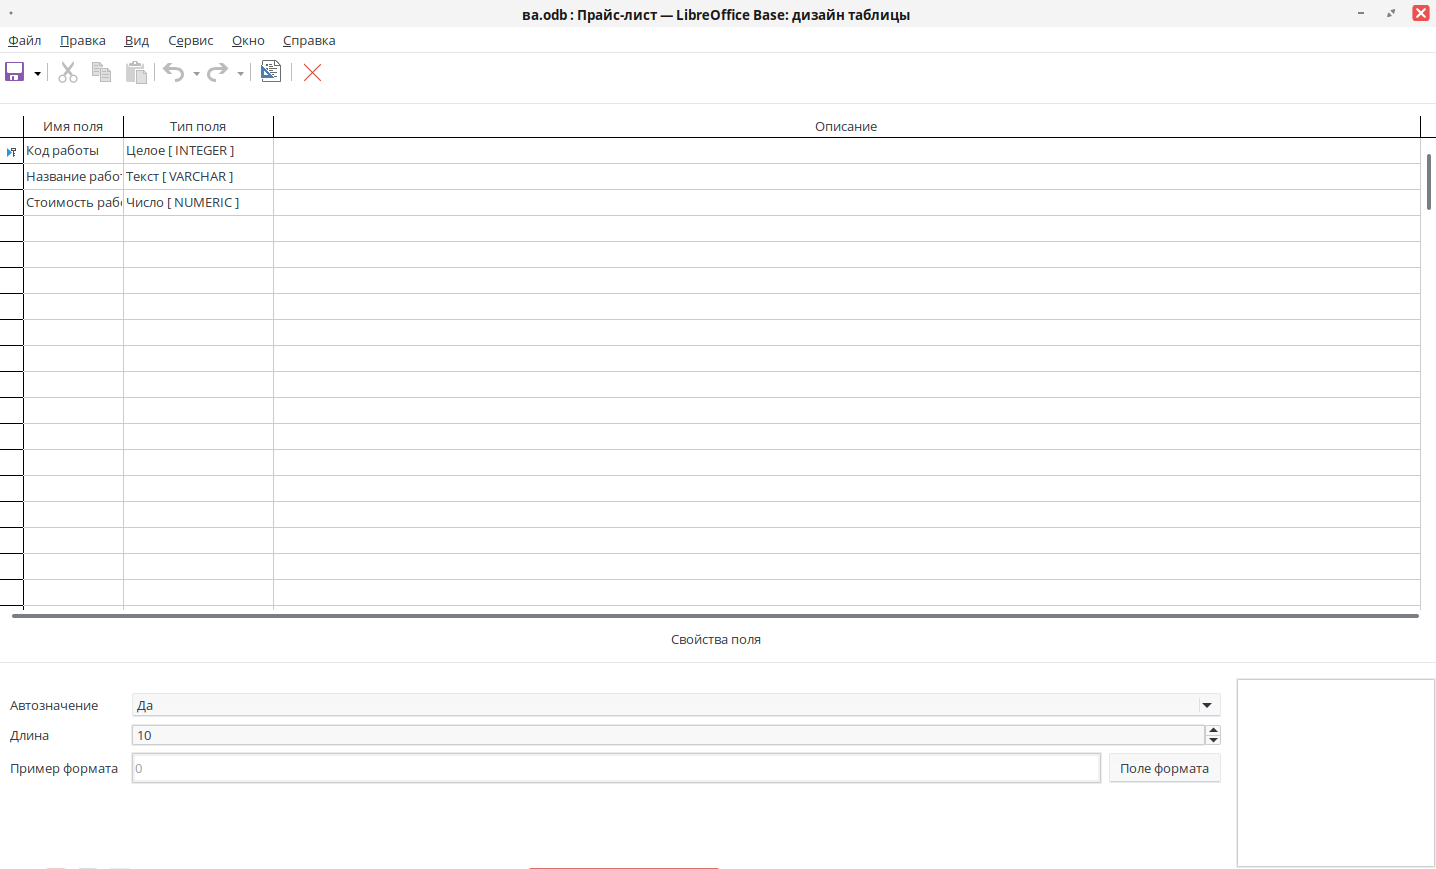 ва.odb : Прайс-лист — LibreOffice Base: дизайн таблицы
Файл Правка Вид Сервис Окно Справка
Имя поля Тип поля Описание
Код работы Целое [ INTEGER ]
Название рабо Текст [ VARCHAR ]
Стоимость раб Число [ NUMERIC ]
Свойства поля
Автозначение Да
Длина 10
Пример формата 0 Поле формата